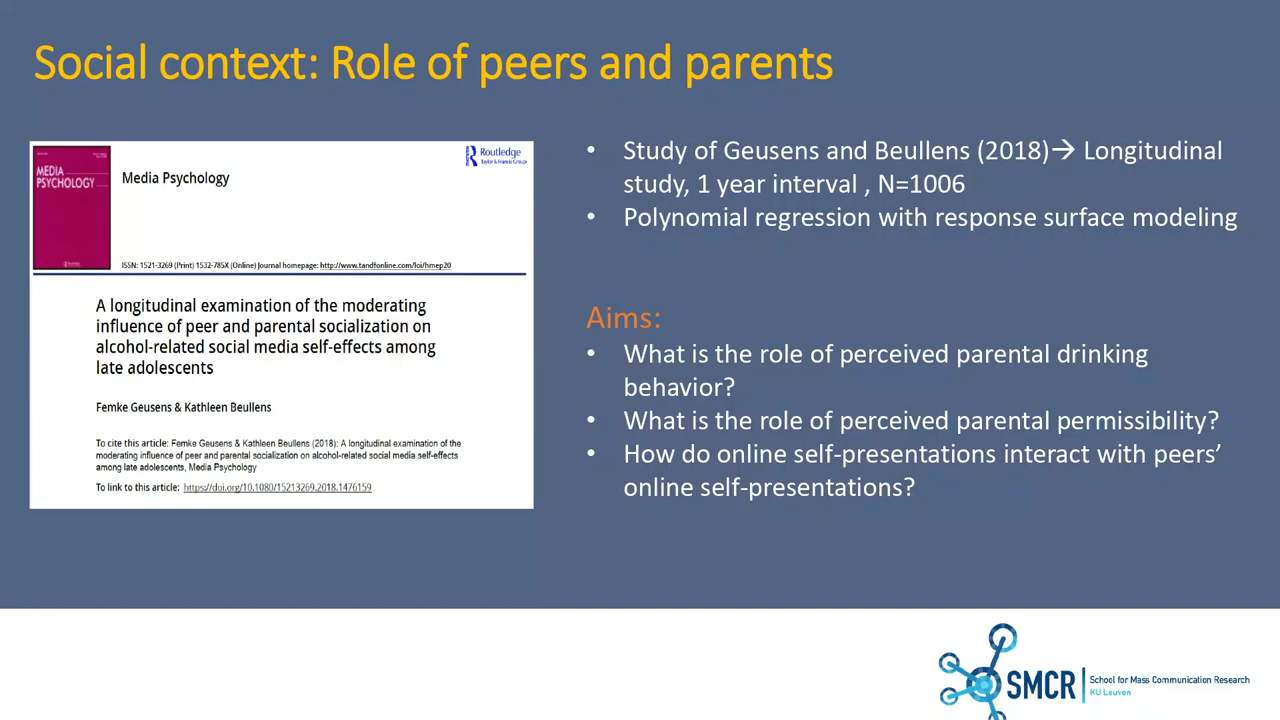 Social context: Role of peers and parents
MEDIA
PSYCHOLOGY
Routledge
Taylor & Francis Group
Media Psychology
ISSN: 1521-3269 (Print) 1532-785X (Online) Journal homepage: http://www.tandfonline.com/loi/hmep20
A longitudinal examination of the moderating
influence of peer and parental socialization on
alcohol-related social media self-effects among
late adolescents
Femke Geusens & Kathleen Beullens
To cite this article: Femke Geusens & Kathleen Beullens (2018): A longitudinal examination of the
moderating influence of peer and parental socialization on alcohol-related social media self-effects
among late adolescents, Media Psychology
To link to this article: https://doi.org/10.1080/15213269.2018.1476159
• Study of Geusens and Beullens (2018)→ Longitudinal
study, 1 year interval , N=1006
• Polynomial regression with response surface modeling
Aims:
• What is the role of perceived parental drinking
behavior?
• What is the role of perceived parental permissibility?
• How do online self-presentations interact with peers’
online self-presentations?
SMCR
School for Mass Communication Research
KU Leuven